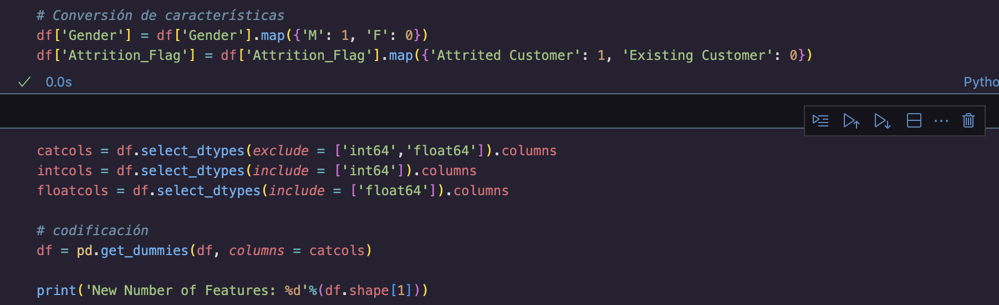 # Conversión de características
df['Gender'] = df['Gender'].map({'M': 1, 'F': 0})
df['Attrition_Flag'] = df['Attrition_Flag'].map({'Attrited Customer': 1, 'Existing Customer': 0})
0.0s
Pytho
catcols = df.select_dtypes(exclude = ['int64','float64']).columns
intcols = df.select_dtypes(include = ['int64']).columns
floatcols = df.select_dtypes(include = ['float64']).columns
# codificación
df = pd.get_dummies(df, columns = catcols)
print('New Number of Features: %d'%(df.shape[1]))